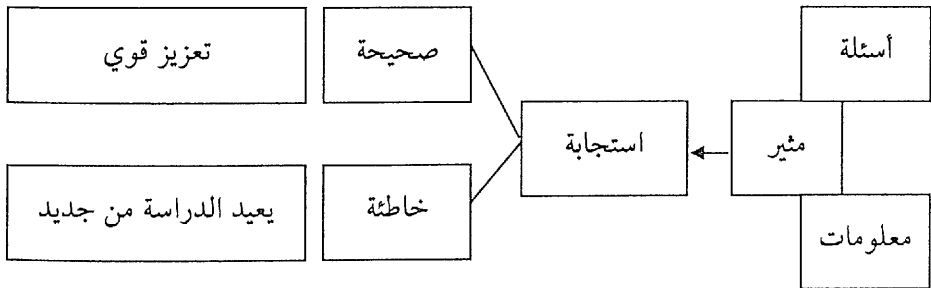 أسئلة
مثير
معلومات
استجابة
صحيحة
تعزيز قوي
خاطئة
يعيد الدراسة من جديد